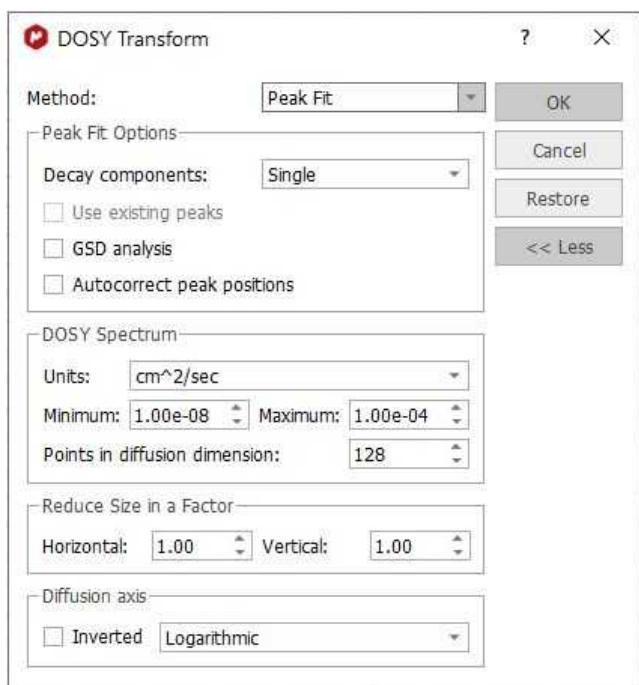 DOSY Transform ? ×
Method: Peak Fit OK
Peak Fit Options Cancel
Decay components: Single Restore
Use existing peaks << Less
GSD analysis
Autocorrect peak positions
DOSY Spectrum
Units: cm^2/sec
Minimum: 1.00e-08 Maximum: 1.00e-04
Points in diffusion dimension: 128
Reduce Size in a Factor
Horizontal: 1.00 Vertical: 1.00
Diffusion axis
Inverted Logarithmic